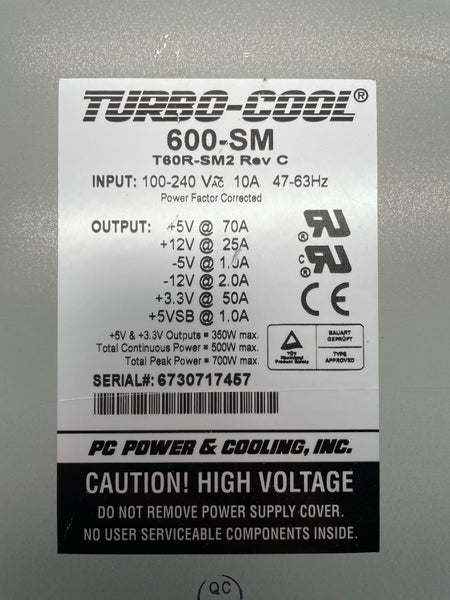 TURBO-COOL®
600-SM
T60R-SM2 Rev C
INPUT: 100-240 V 10A 47-63Hz
Power Factor Corrected
OUTPUT: +5V @ 70A
+12V @ 25A
-5V @ 1.0A
-12V @ 2.0A
+3.3V @ 50A
+5VSB @ 1.0A
+5V & +3.3V Outputs = 350W max.
Total Continuous Power = 500W max.
Total Peak Power = 700W max.
SERIAL#: 6730717457
c
CE
TÜV
Product Safety
BAUART
GEPRÜFT
TYPE
APPROVED
PC POWER & COOLING, INC.
CAUTION! HIGH VOLTAGE
DO NOT REMOVE POWER SUPPLY COVER.
NO USER SERVICEABLE COMPONENTS INSIDE.
QC